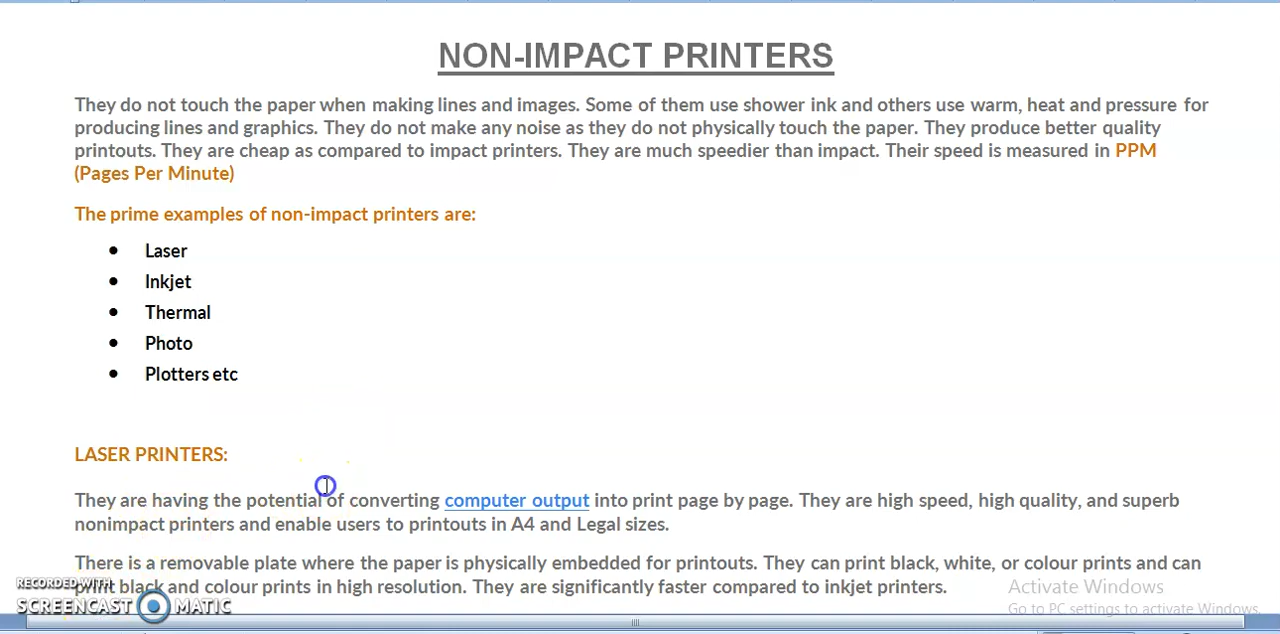 NON-IMPACT PRINTERS
They do not touch the paper when making lines and images. Some of them use shower ink and others use warm, heat and pressure for
producing lines and graphics. They do not make any noise as they do not physically touch the paper. They produce better quality
printouts. They are cheap as compared to impact printers. They are much speedier than impact. Their speed is measured in PPM
(Pages Per Minute)
The prime examples of non-impact printers are:
• Laser
• Inkjet
• Thermal
• Photo
• Plotters etc
LASER PRINTERS:
They are having the potential of converting computer output into print page by page. They are high speed, high quality, and superb
nonimpact printers and enable users to printouts in A4 and Legal sizes.
There is a removable plate where the paper is physically embedded for printouts. They can print black, white, or colour prints and can
print black and colour prints in high resolution. They are significantly faster compared to inkjet printers.
RECORDED WITH
SCREENCAST MATIC
Activate Windows
Go to PC settings to activate Windows.